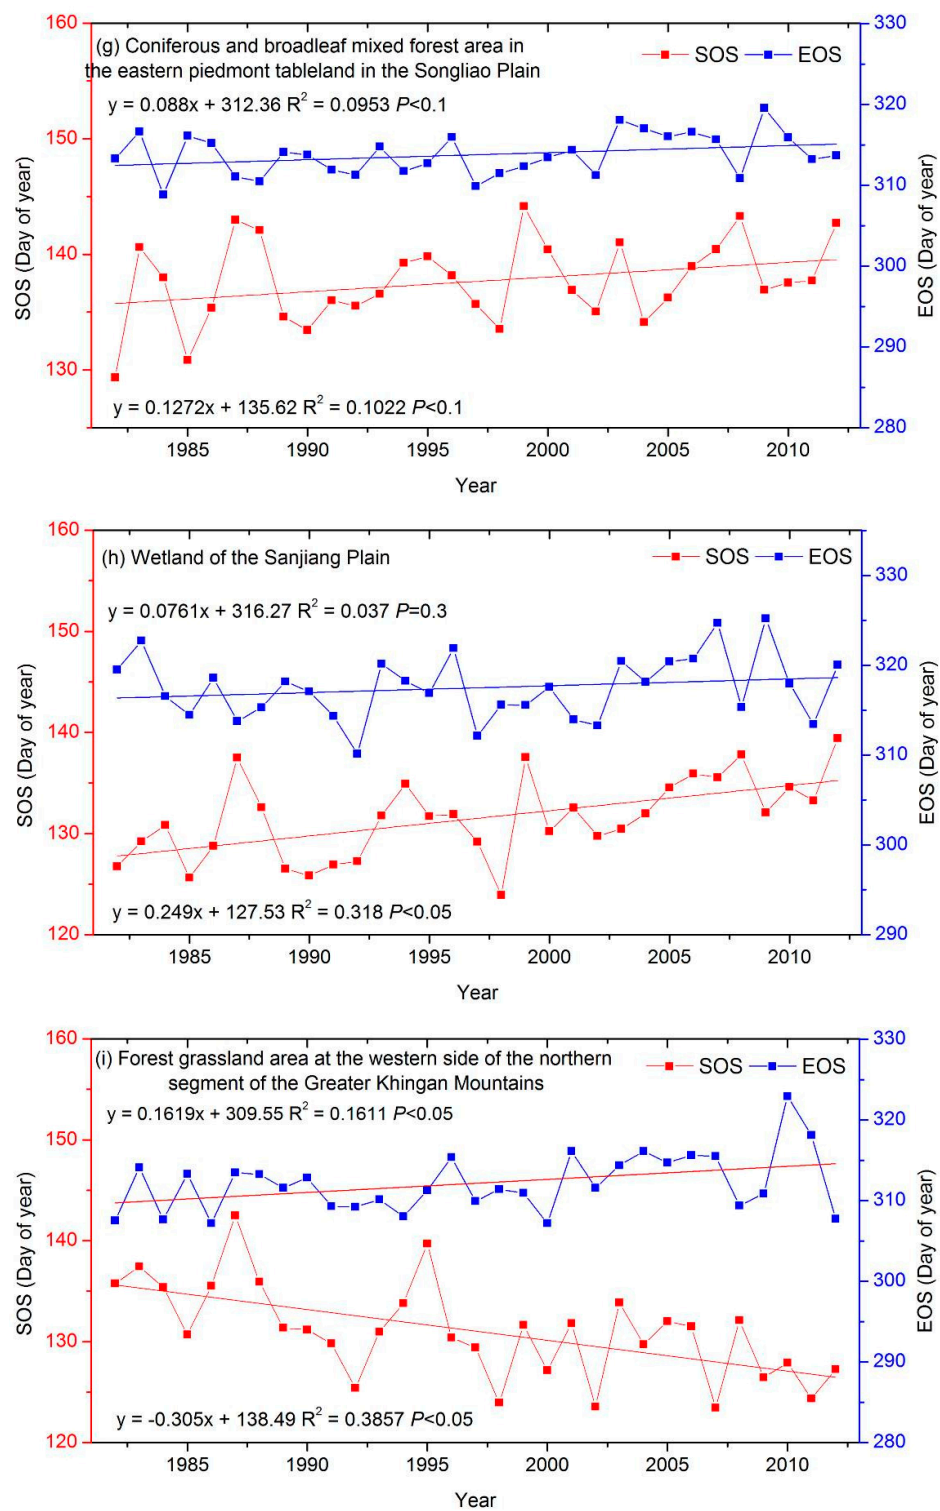 160
330
(g) Coniferous and broadleaf mixed forest area in
the eastern piedmont tableland in the Songliao Plain
SOS
EOS
y = 0.088x + 312.36 R² = 0.0953 P<0.1
150
320
310
140
300
130
290
y = 0.1272x + 135.62 R² = 0.1022 P<0.1
280
SOS (Day of year)
EOS (Day of year)
1985 1990 1995 2000 2005 2010
Year
160
(h) Wetland of the Sanjiang Plain
SOS
EOS
330
y = 0.0761x + 316.27 R² = 0.037 P=0.3
150
320
140
310
130
300
y = 0.249x + 127.53 R² = 0.318 P<0.05
120
290
SOS (Day of year)
EOS (Day of year)
1985 1990 1995 2000 2005 2010
Year
160
330
(i) Forest grassland area at the western side of the northern
segment of the Greater Khingan Mountains
SOS
EOS
y = 0.1619x + 309.55 R² = 0.1611 P<0.05
150
320
310
140
300
130
290
y = -0.305x + 138.49 R² = 0.3857 P<0.05
120
280
SOS (Day of year)
EOS (Day of year)
1985 1990 1995 2000 2005 2010
Year